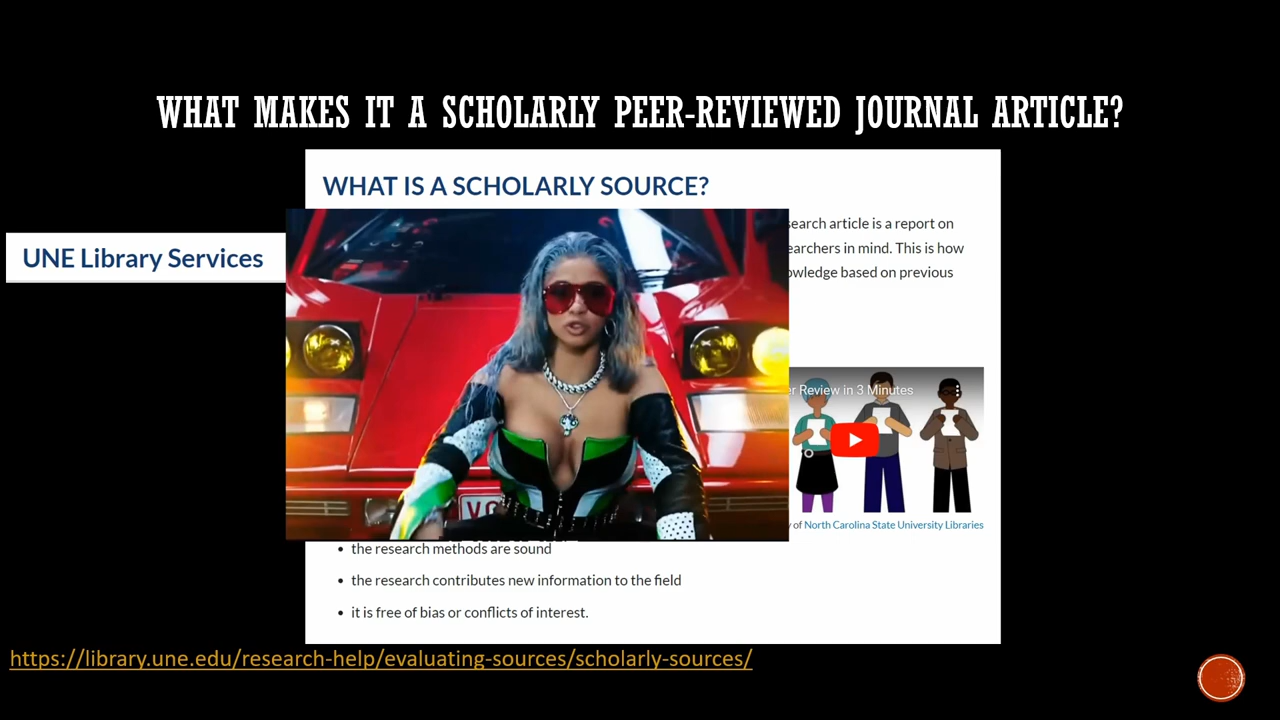 WHAT MAKES IT A SCHOLARLY PEER-REVIEWED JOURNAL ARTICLE?
WHAT IS A SCHOLARLY SOURCE?
search article is a report on
UNE Library Services
earchers in mind. This is how
owledge based on previous
er Review in 3 Minutes
of North Carolina State University Libraries
• the research methods are sound
• the research contributes new information to the field
• it is free of bias or conflicts of interest.
https://library.une.edu/research-help/evaluating-sources/scholarly-sources/